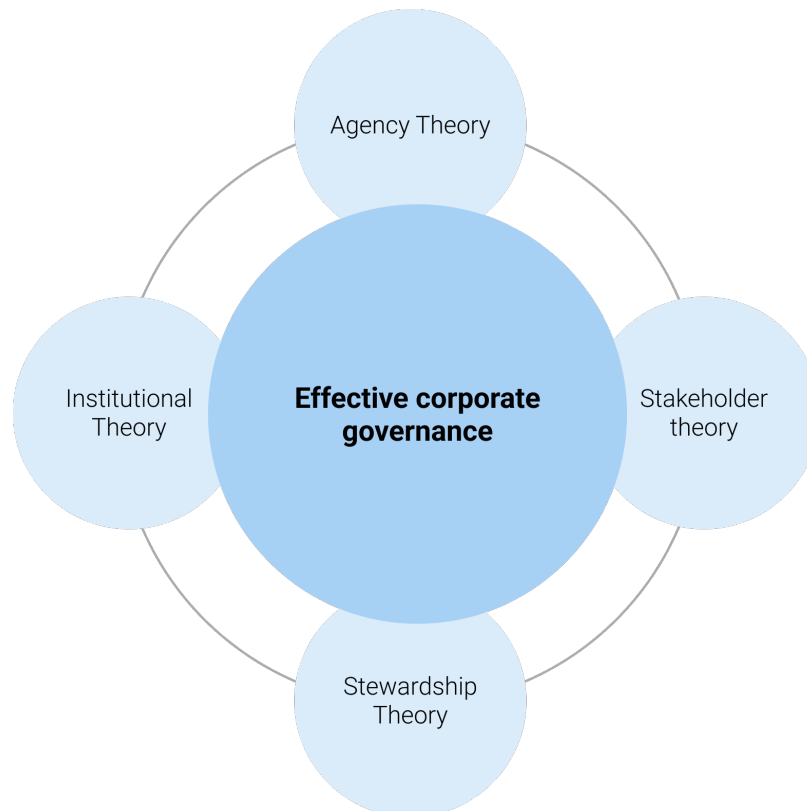 Agency Theory
Institutional
Theory
Effective corporate
governance
Stakeholder
theory
Stewardship
Theory